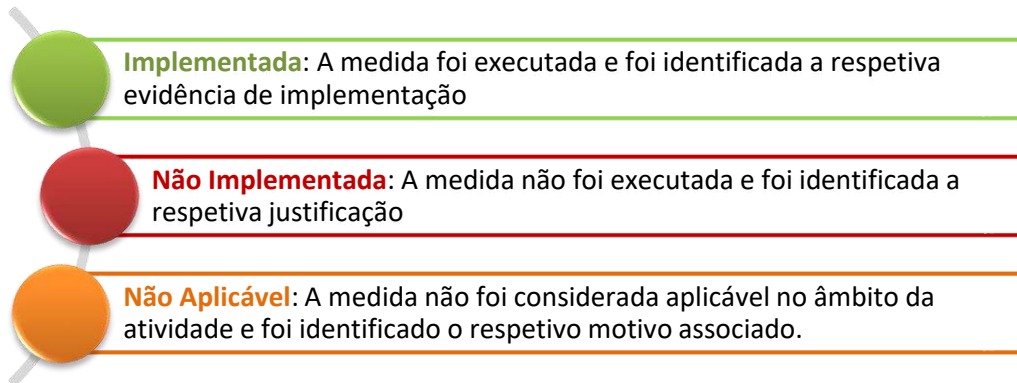 Implementada: A medida foi executada e foi identificada a respetiva
evidência de implementação
Não Implementada: A medida não foi executada e foi identificada a
respetiva justificação
Não Aplicável: A medida não foi considerada aplicável no âmbito da
atividade e foi identificado o respetivo motivo associado.